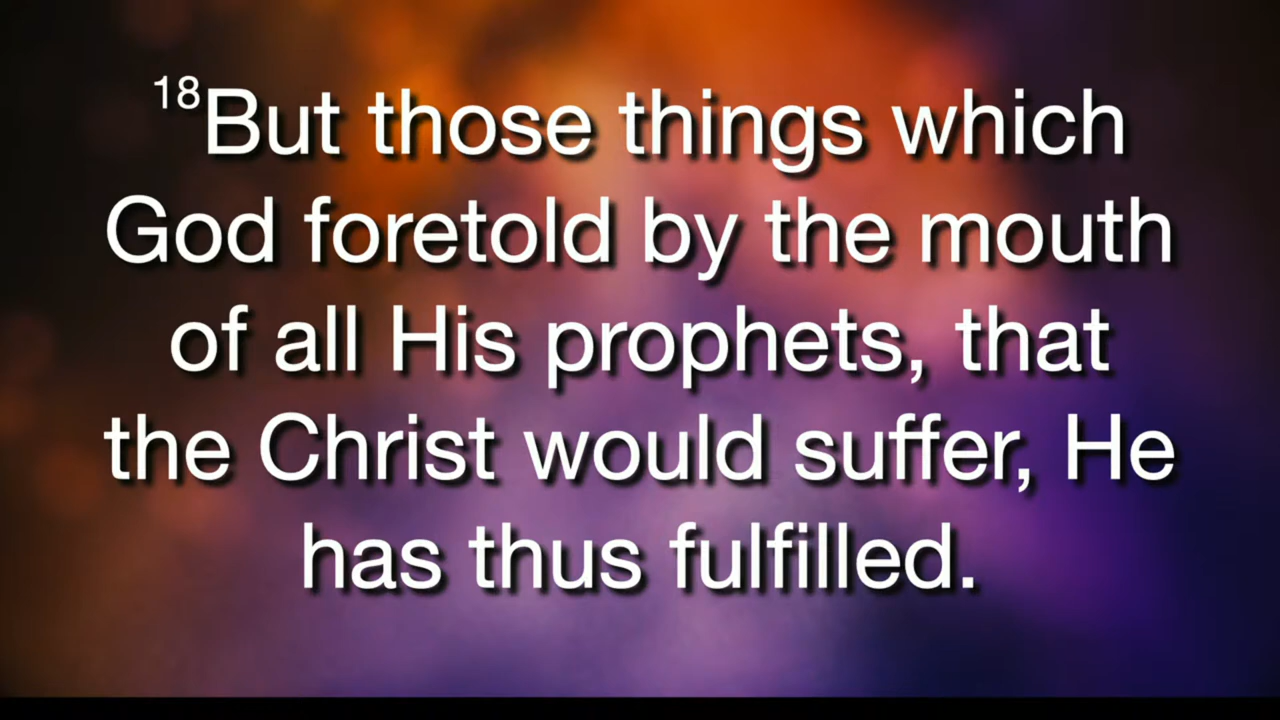 18But those things which
God foretold by the mouth
of all His prophets, that
the Christ would suffer, He
has thus fulfilled.